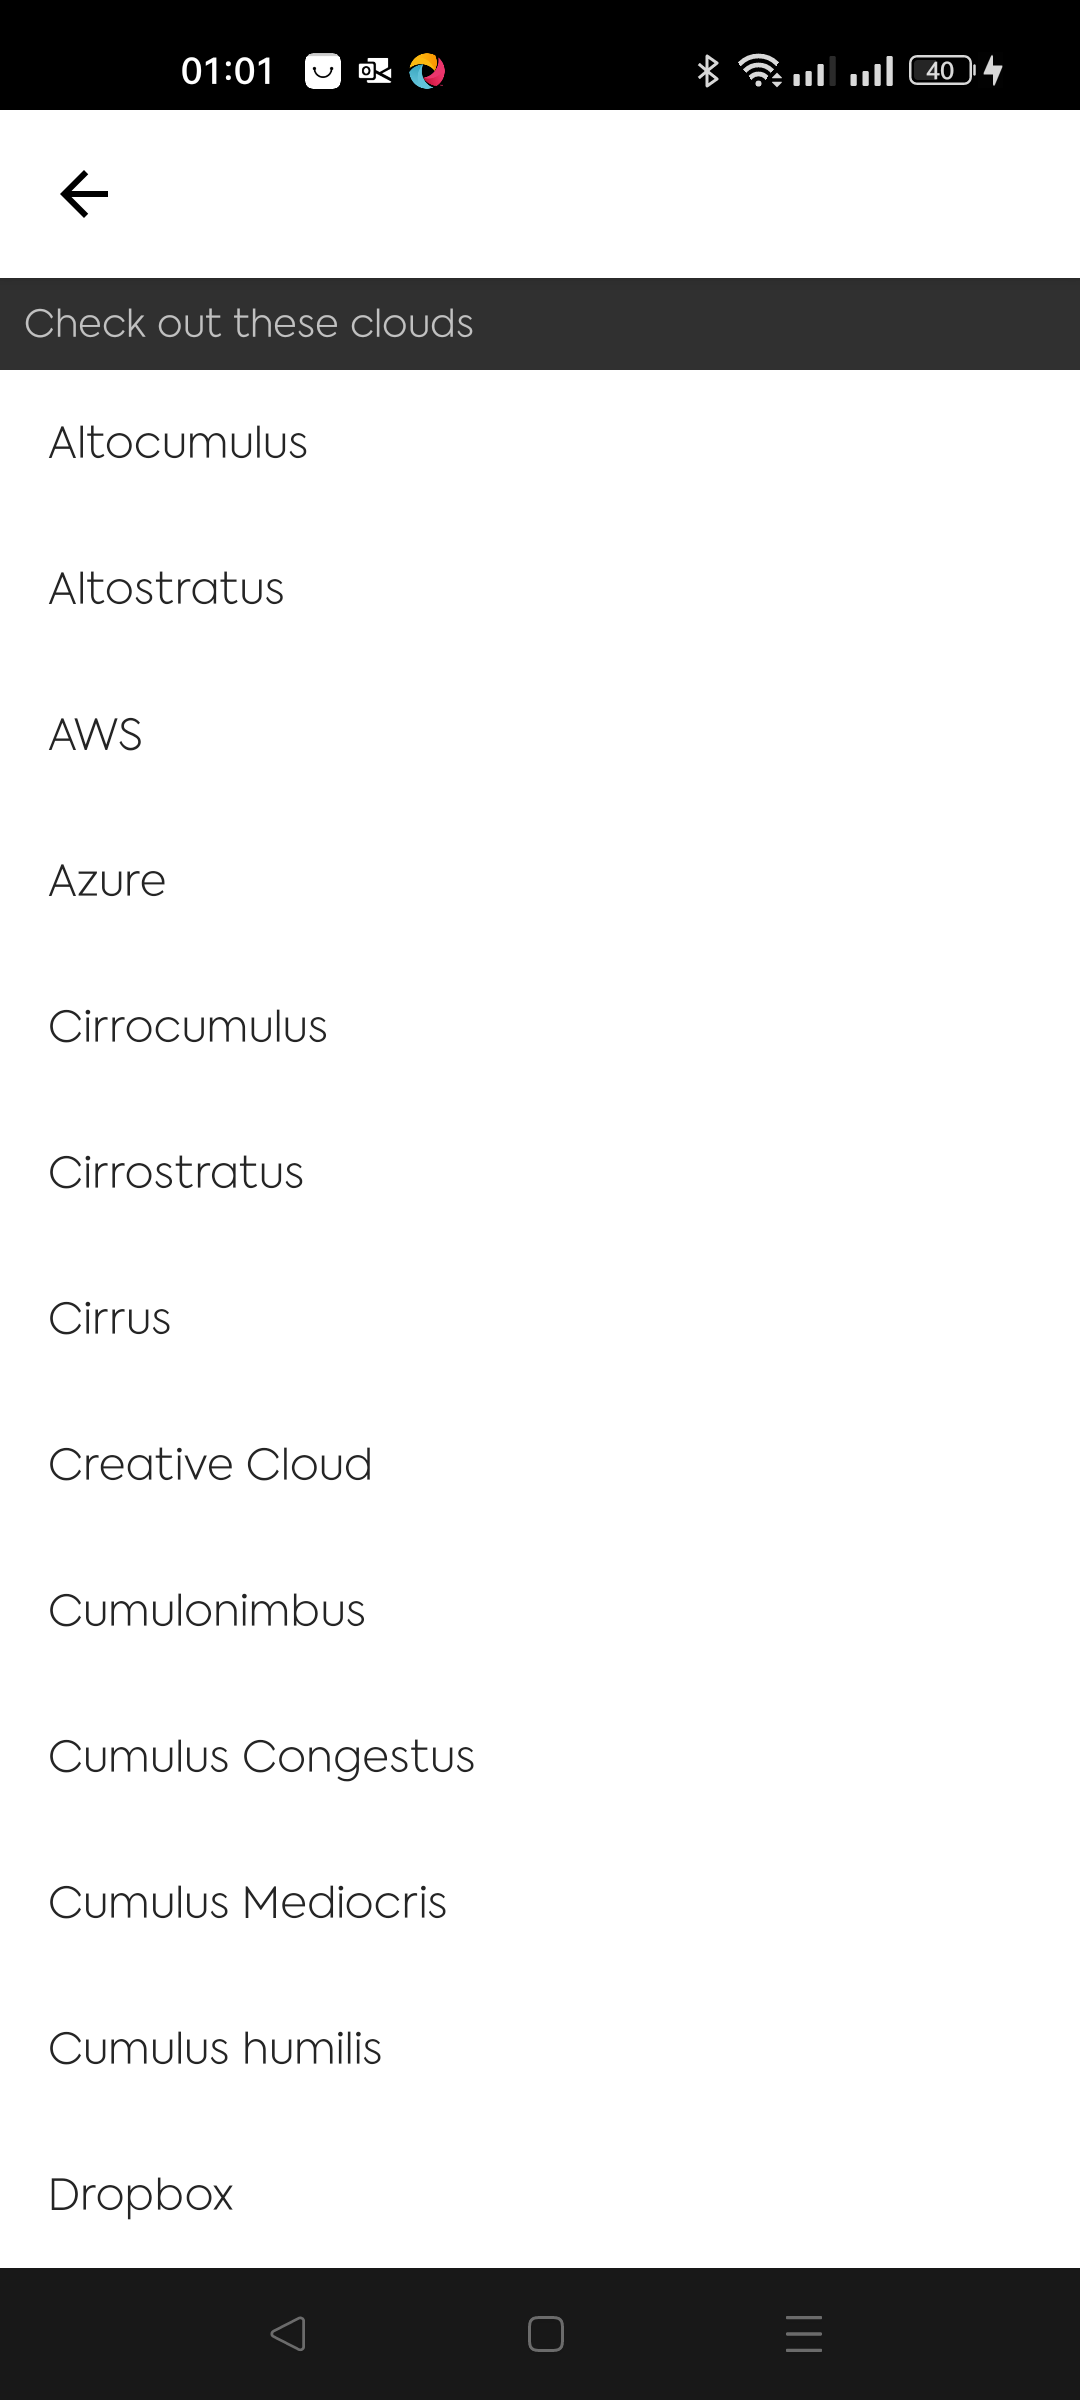 01:01
40
Check out these clouds
Altocumulus
Altostratus
AWS
Azure
Cirrocumulus
Cirrostratus
Cirrus
Creative Cloud
Cumulonimbus
Cumulus Congestus
Cumulus Mediocris
Cumulus humilis
Dropbox